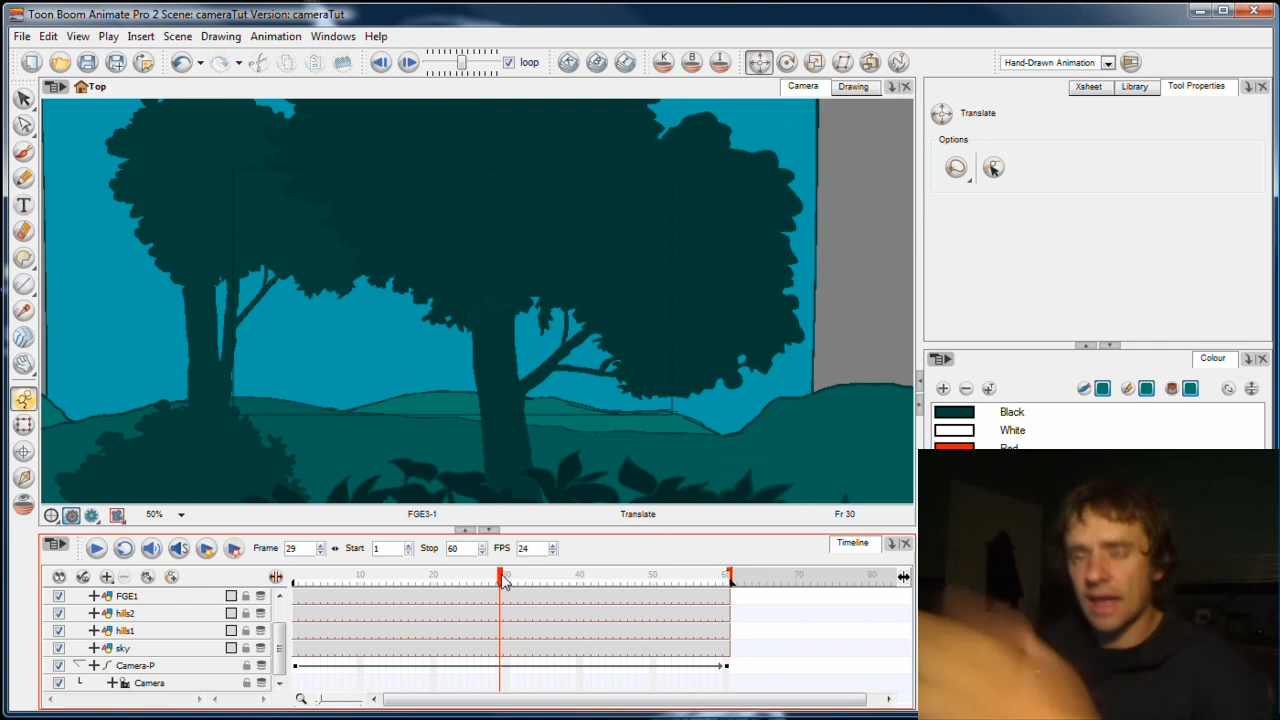 Toon Boom Animate Pro 2 Scene: cameraTut Version: cameraTut
File Edit View Play Insert Scene Drawing Animation Windows Help
loop
K B I
Hand-Drawn Animation
Top
Camera Drawing
Xsheet Library Tool Properties
Translate
Options
T
Colour
Black
White
Red
50% FGE3-1 Translate Fr 30
Frame 29 Start 1 Stop 60 FPS 24
Timeline
10 20 30 40 50 60 70 80
FGE1
hills2
hills1
sky
Camera-P
Camera